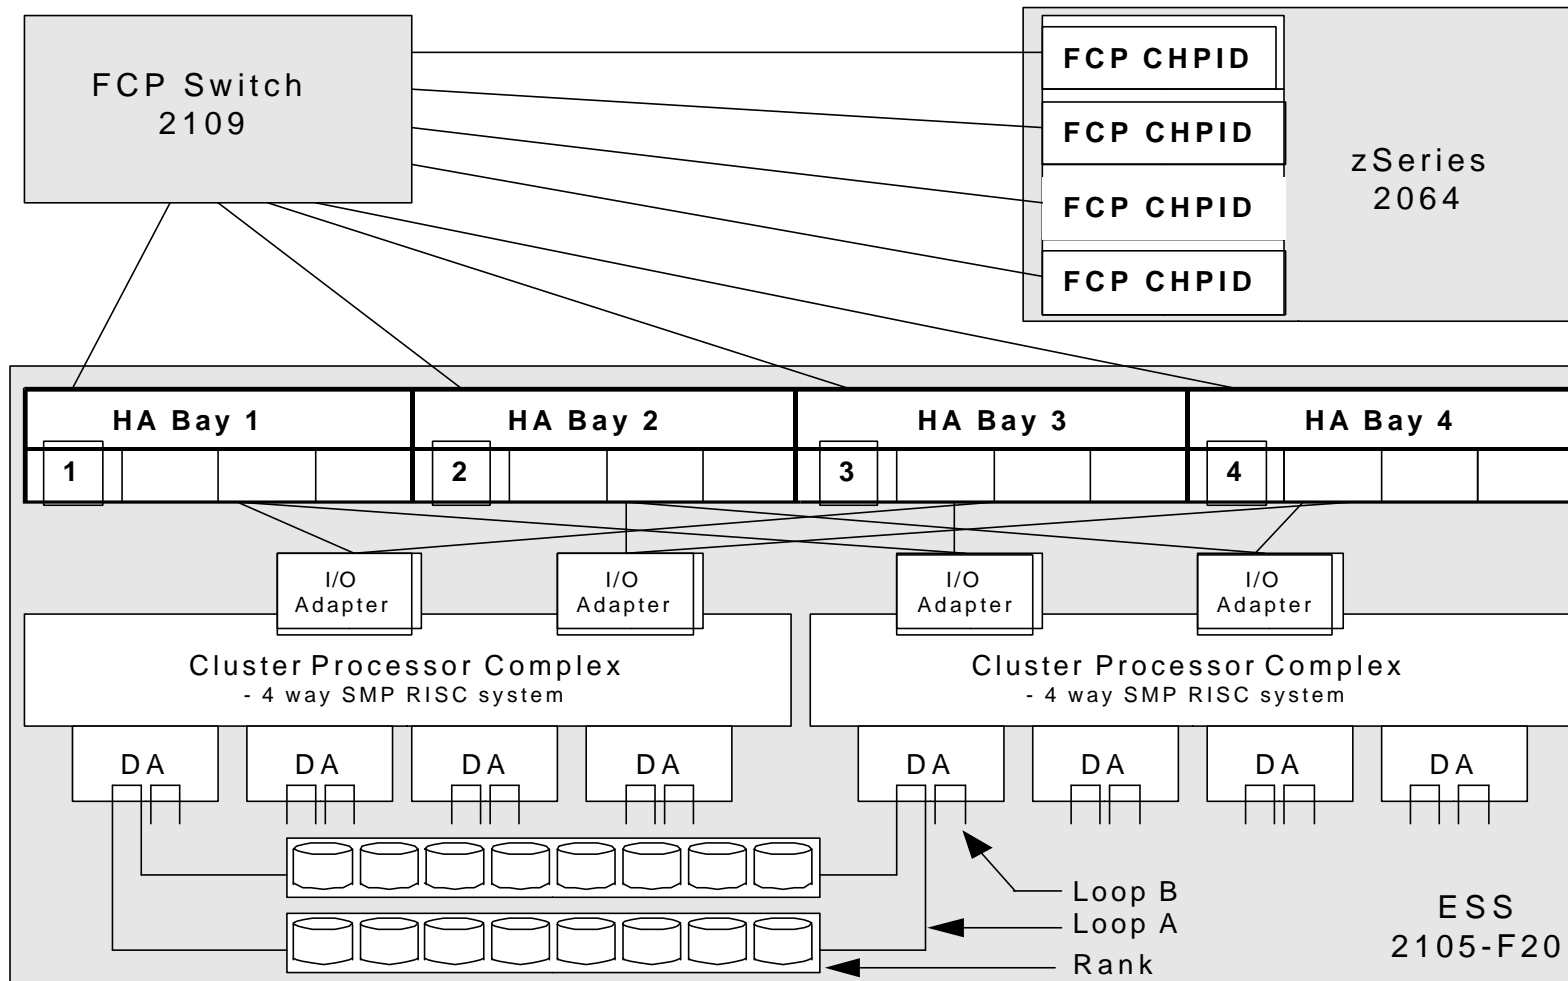 FCP Switch
2109
FCP CHPID
FCP CHPID
FCP CHPID
FCP CHPID
zSeries
2064
HA Bay 1
HA Bay 2
HA Bay 3
HA Bay 4
1
2
3
4
I/O
Adapter
I/O
Adapter
I/O
Adapter
I/O
Adapter
Cluster Processor Complex
- 4 way SMP RISC system
Cluster Processor Complex
- 4 way SMP RISC system
DA
DA
DA
DA
DA
DA
DA
DA
Loop B
Loop A
Rank
ESS
2105-F20